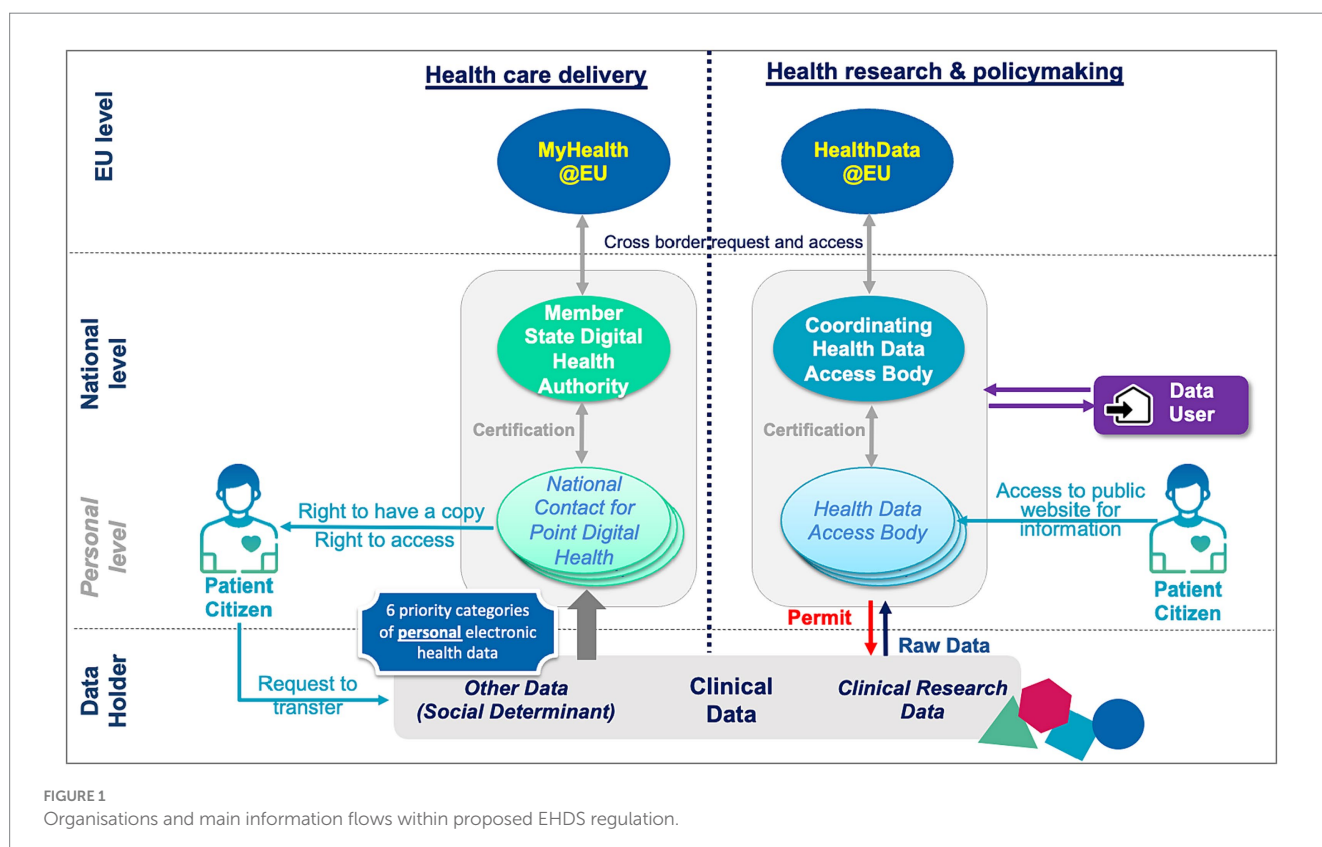 Health care delivery
Health research & policymaking
EU level
MyHealth
@EU
HealthData
@EU
Cross border request and access
National
level
Member
State Digital
Health
Authority
Coordinating
Health Data
Access Body
Data
User
Certification
Certification
Personal
level
Patient
Citizen
Right to have a copy
Right to access
National
Contact for
Point Digital
Health
Health Data
Access Body
Access to public
website for
information
Patient
Citizen
6 priority categories
of personal electronic
health data
Permit
Raw Data
Data
Holder
Request to
transfer
Other Data
(Social Determinant)
Clinical
Data
Clinical Research
Data
FIGURE 1
Organisations and main information flows within proposed EHDS regulation.